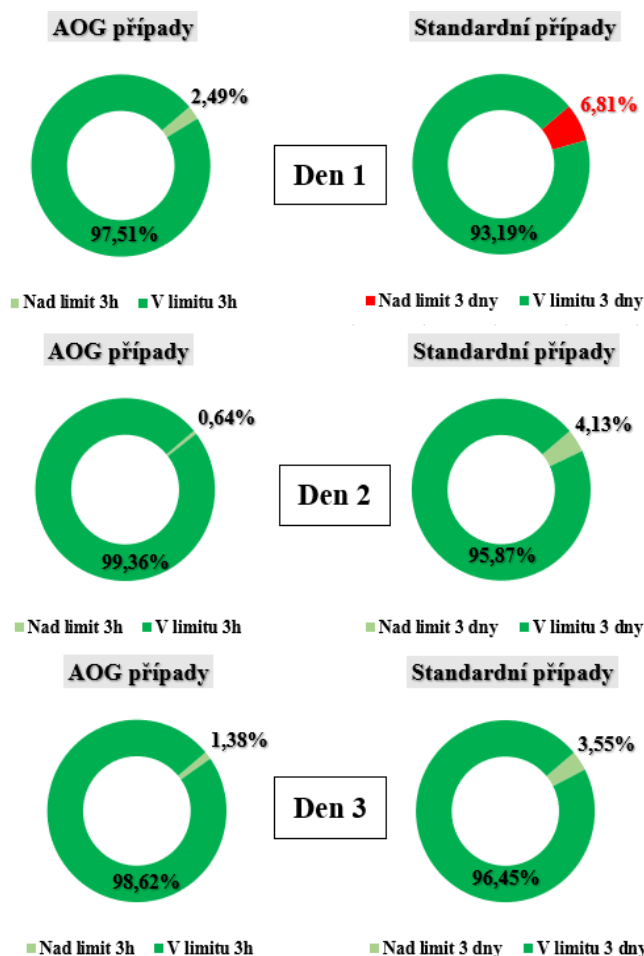 AOG případy
Standardní případy
2,49%
6,81%
Den 1
97,51%
93,19%
Nad limit 3h V limitu 3h
Nad limit 3 dny V limitu 3 dny
AOG případy
Standardní případy
0,64%
4,13%
Den 2
99,36%
95,87%
Nad limit 3h V limitu 3h
Nad limit 3 dny V limitu 3 dny
AOG případy
Standardní případy
1,38%
3,55%
Den 3
98,62%
96,45%
Nad limit 3h V limitu 3h
Nad limit 3 dny V limitu 3 dny